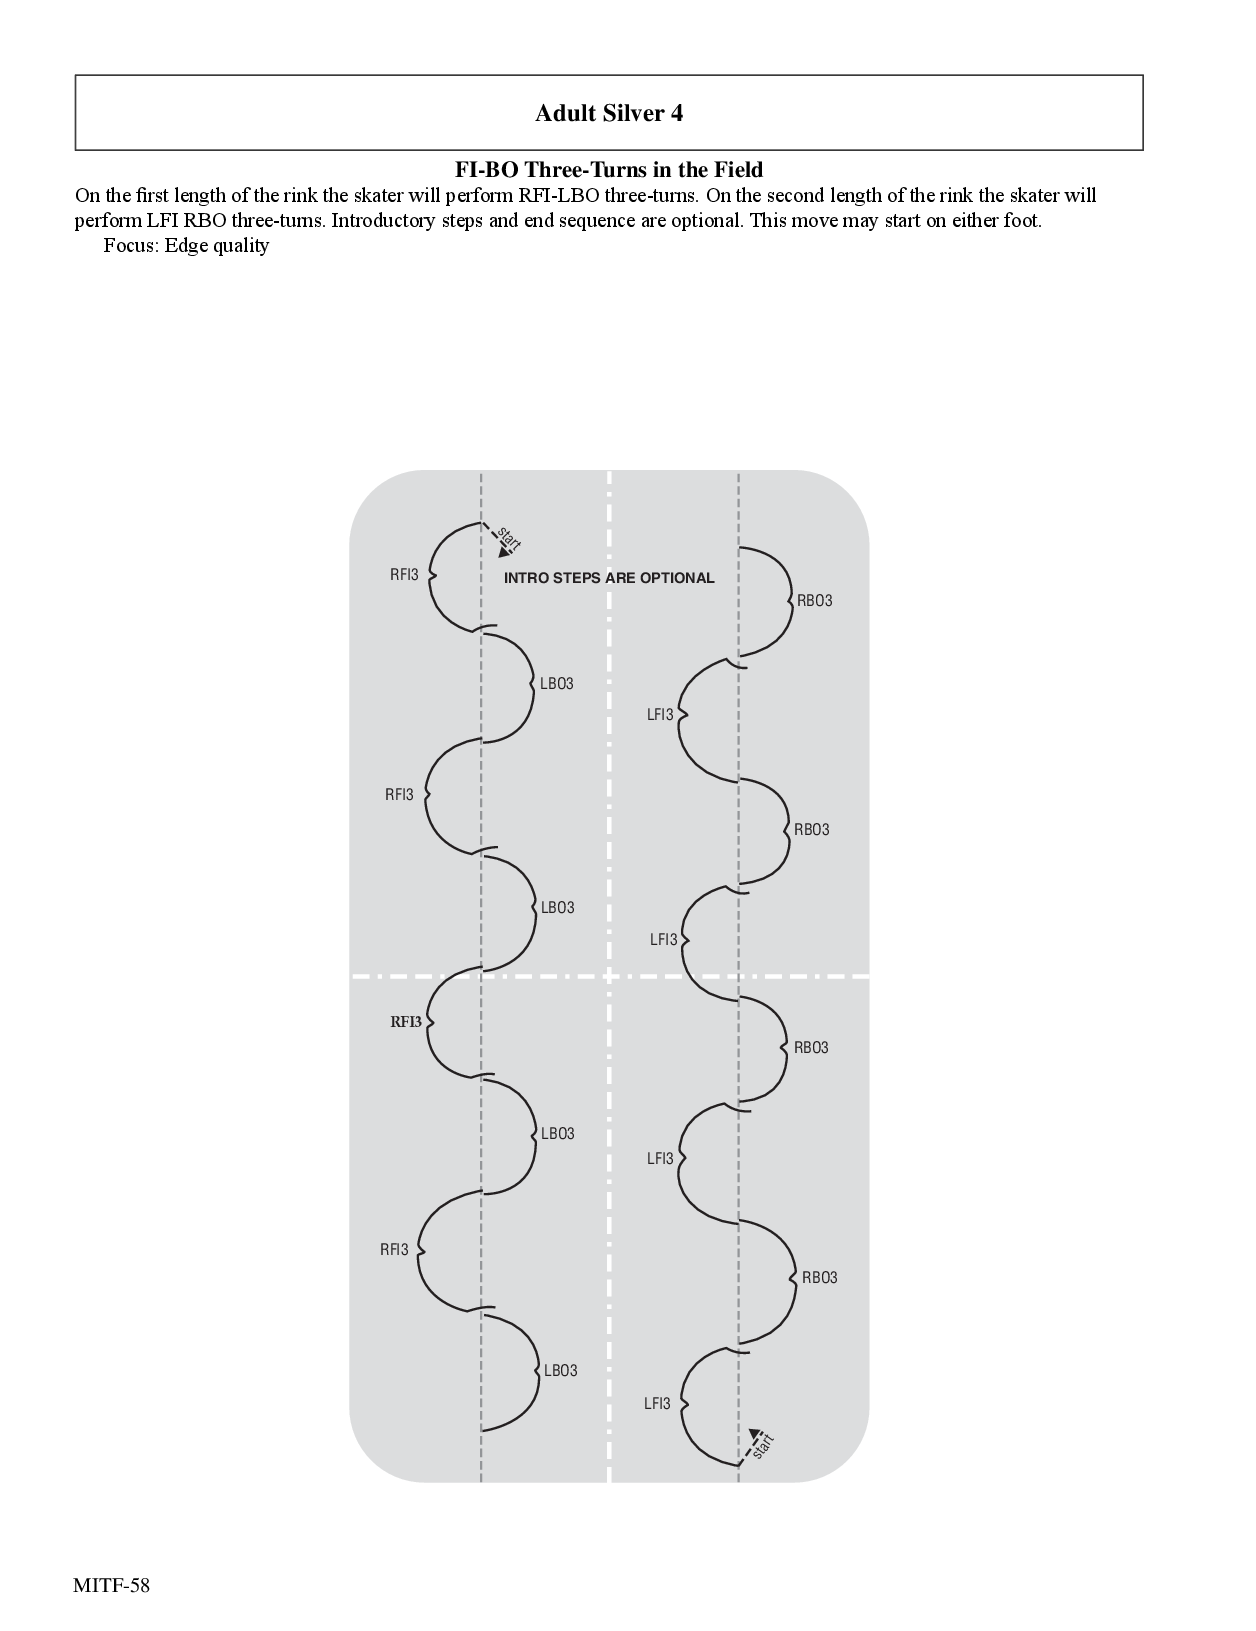 Adult Silver 4
FI-BO Three-Turns in the Field
On the first length of the rink the skater will perform RFI-LBO three-turns. On the second length of the rink the skater will
perform LFI RBO three-turns. Introductory steps and end sequence are optional. This move may start on either foot.
Focus: Edge quality
start
RFI3
INTRO STEPS ARE OPTIONAL
RBO3
LBO3
LFI3
RFI3
RBO3
LBO3
LFI3
RFI3
RBO3
LBO3
LFI3
RFI3
RBO3
LBO3
LFI3
start
MITF-58